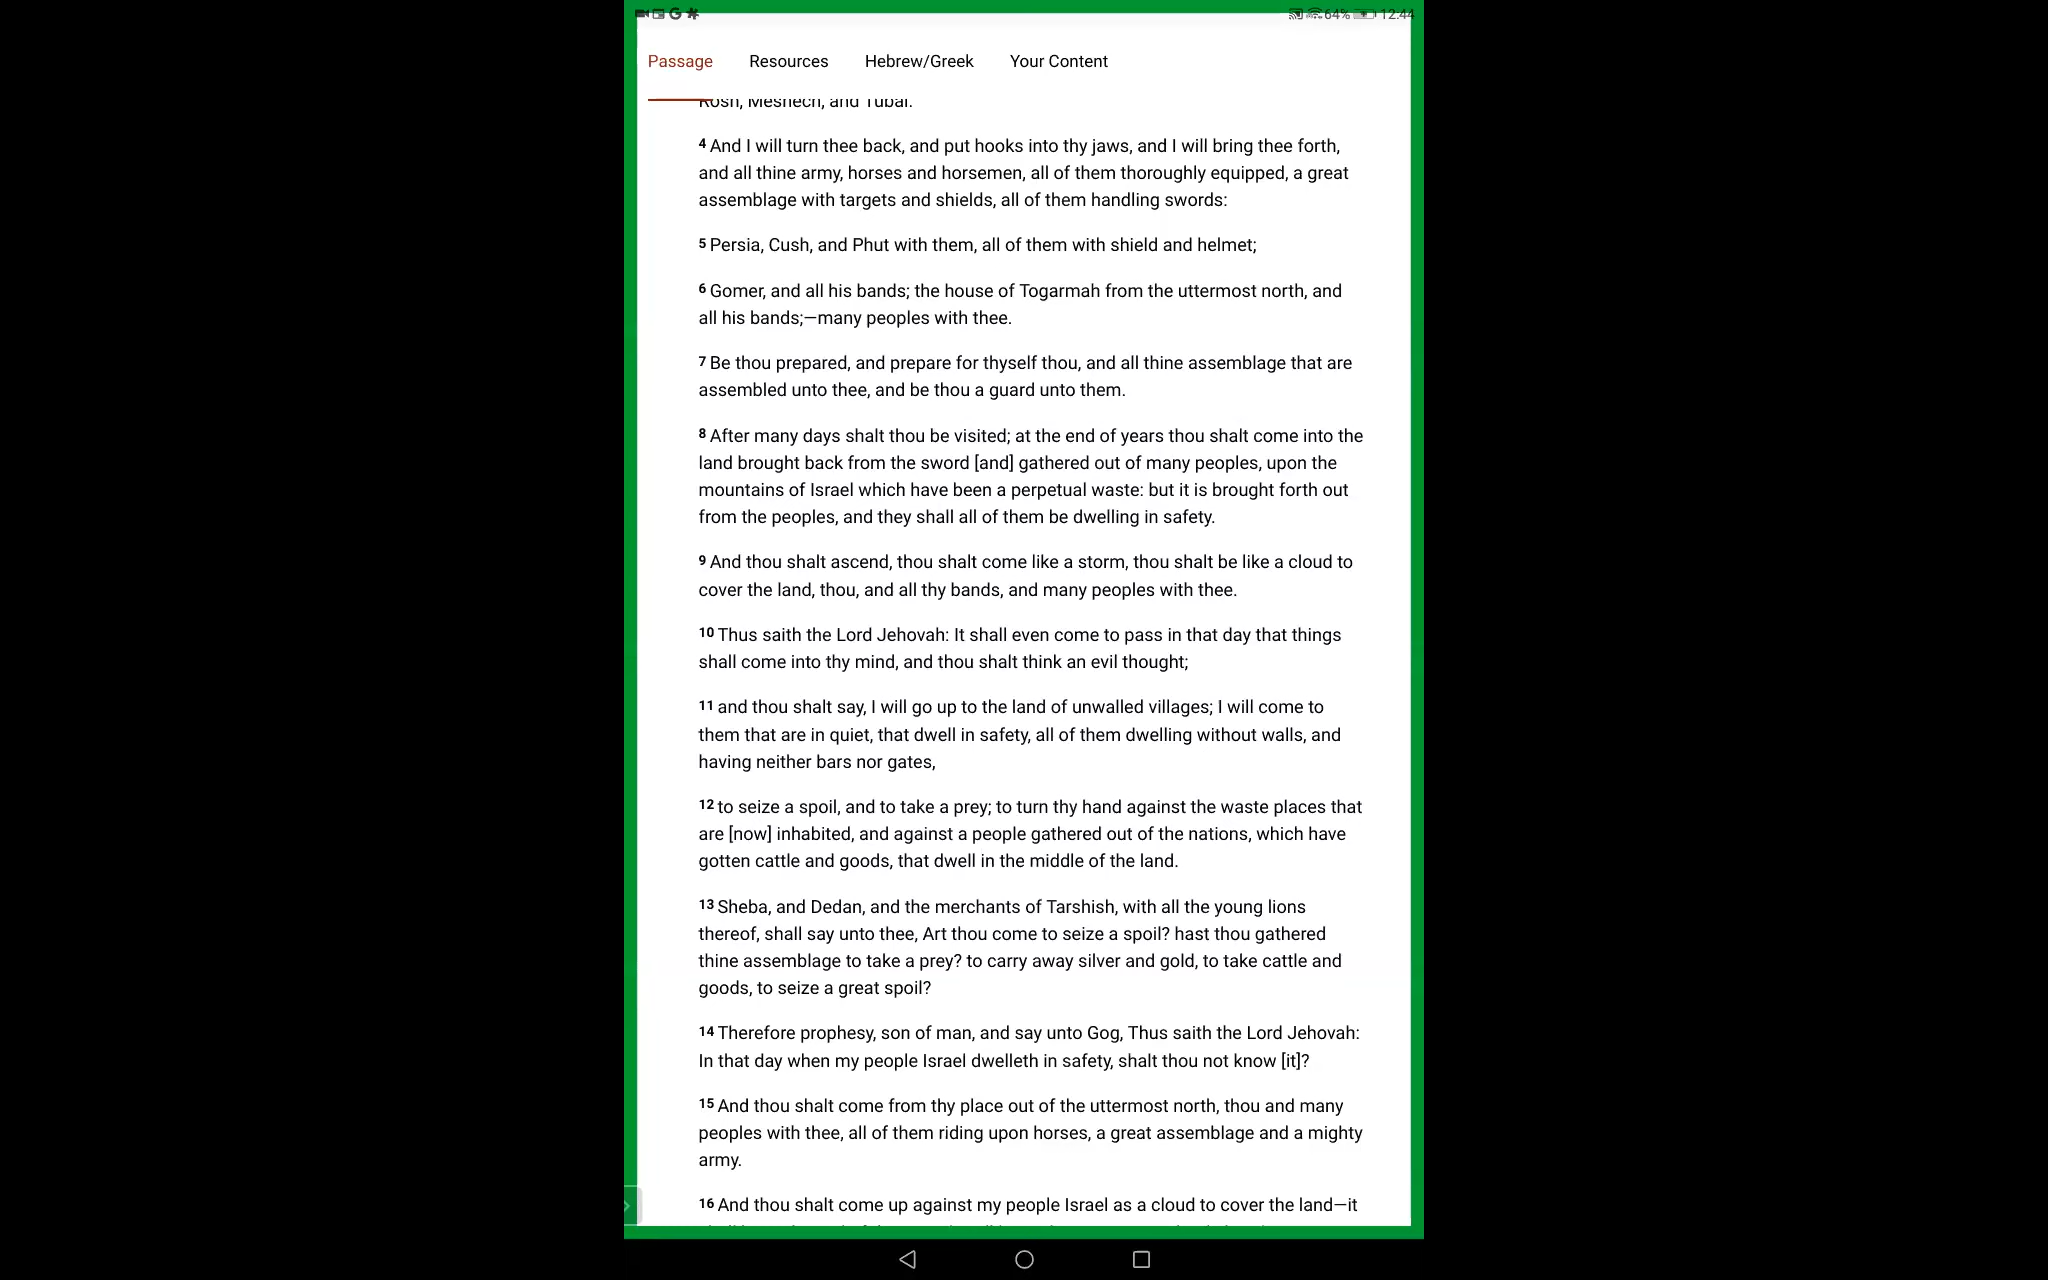 64% 12:44
Passage Resources Hebrew/Greek Your Content
Rosh, Meshech, and Tubal.
4 And I will turn thee back, and put hooks into thy jaws, and I will bring thee forth,
and all thine army, horses and horsemen, all of them thoroughly equipped, a great
assemblage with targets and shields, all of them handling swords:
5 Persia, Cush, and Phut with them, all of them with shield and helmet;
6 Gomer, and all his bands; the house of Togarmah from the uttermost north, and
all his bands;—many peoples with thee.
7 Be thou prepared, and prepare for thyself thou, and all thine assemblage that are
assembled unto thee, and be thou a guard unto them.
8 After many days shalt thou be visited; at the end of years thou shalt come into the
land brought back from the sword [and] gathered out of many peoples, upon the
mountains of Israel which have been a perpetual waste: but it is brought forth out
from the peoples, and they shall all of them be dwelling in safety.
9 And thou shalt ascend, thou shalt come like a storm, thou shalt be like a cloud to
cover the land, thou, and all thy bands, and many peoples with thee.
10 Thus saith the Lord Jehovah: It shall even come to pass in that day that things
shall come into thy mind, and thou shalt think an evil thought;
11 and thou shalt say, I will go up to the land of unwalled villages; I will come to
them that are in quiet, that dwell in safety, all of them dwelling without walls, and
having neither bars nor gates,
12 to seize a spoil, and to take a prey; to turn thy hand against the waste places that
are [now] inhabited, and against a people gathered out of the nations, which have
gotten cattle and goods, that dwell in the middle of the land.
13 Sheba, and Dedan, and the merchants of Tarshish, with all the young lions
thereof, shall say unto thee, Art thou come to seize a spoil? hast thou gathered
thine assemblage to take a prey? to carry away silver and gold, to take cattle and
goods, to seize a great spoil?
14 Therefore prophesy, son of man, and say unto Gog, Thus saith the Lord Jehovah:
In that day when my people Israel dwelleth in safety, shalt thou not know [it]?
15 And thou shalt come from thy place out of the uttermost north, thou and many
peoples with thee, all of them riding upon horses, a great assemblage and a mighty
army.
16 And thou shalt come up against my people Israel as a cloud to cover the land—it